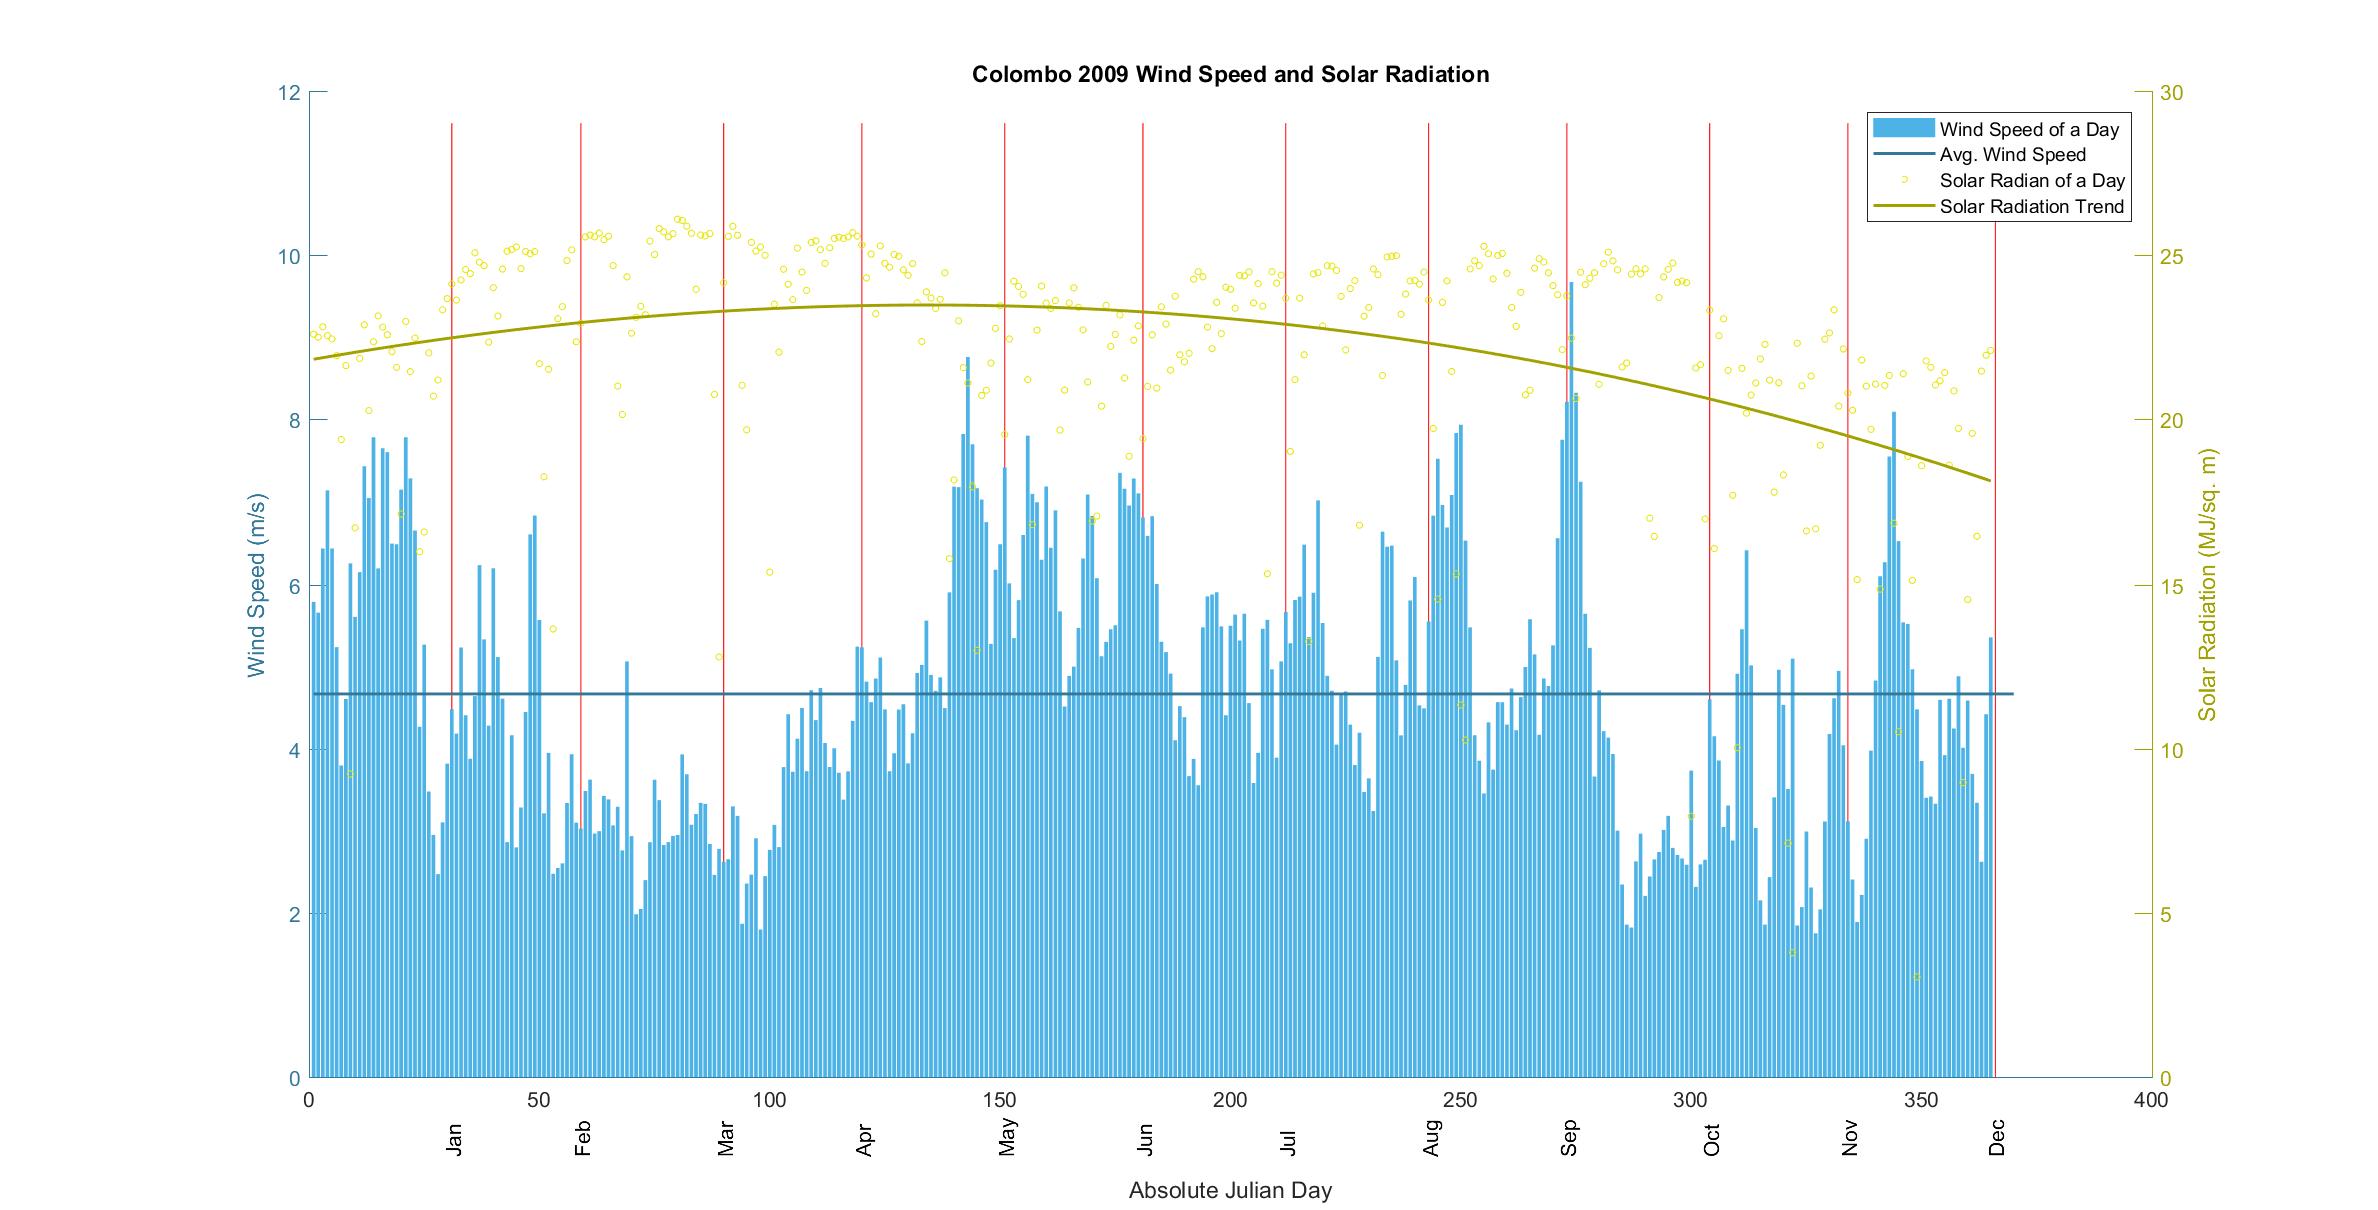 Colombo 2009 Wind Speed and Solar Radiation
12
10
8
6
4
2
0
Wind Speed (m/s)
30
25
20
15
10
5
0
Solar Radiation (MJ/sq. m)
Wind Speed of a Day
Avg. Wind Speed
Solar Radian of a Day
Solar Radiation Trend
0 50 100 150 200 250 300 350 400
Jan Feb Mar Apr May Jun Jul Aug Sep Oct Nov Dec
Absolute Julian Day